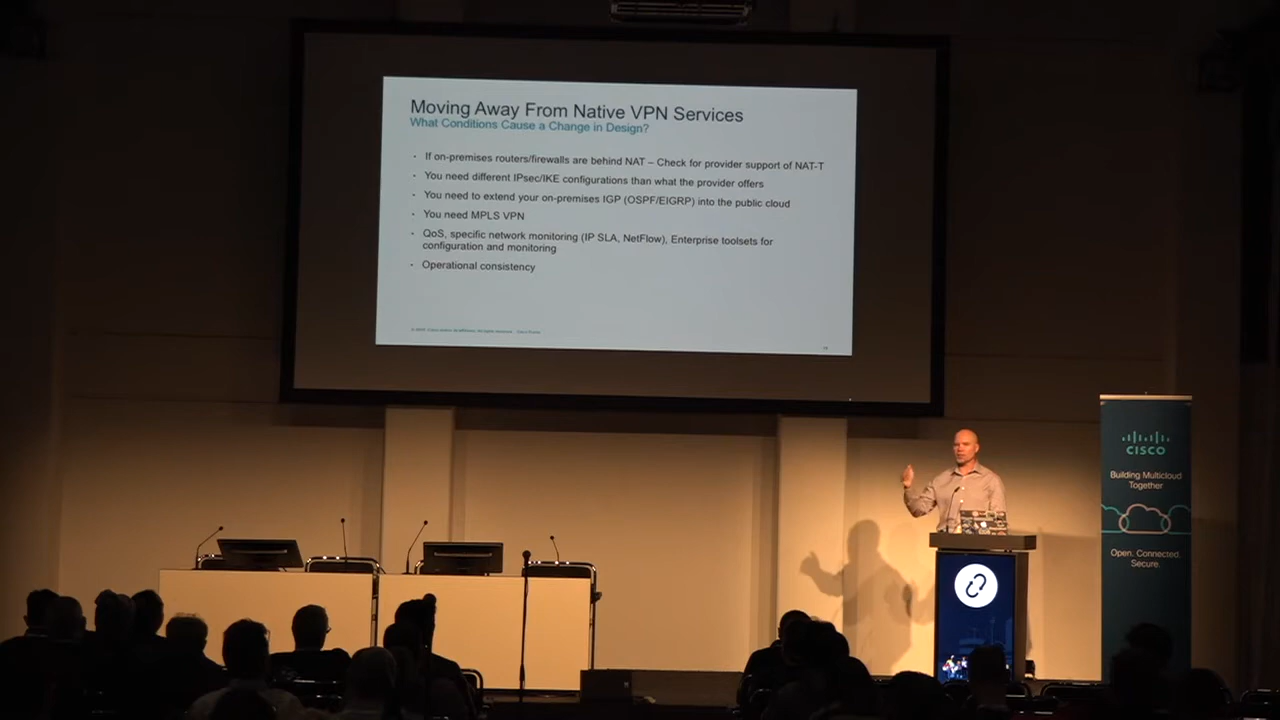 Moving Away From Native VPN Services
What Conditions Cause a Change in Design?
· If on-premises routers/firewalls are behind NAT – Check for provider support of NAT-T
· You need different IPsec/IKE configurations than what the provider offers
· You need to extend your on-premises IGP (OSPF/EIGRP) into the public cloud
· You need MPLS VPN
· QoS, specific network monitoring (IP SLA, NetFlow), Enterprise toolsets for
configuration and monitoring
· Operational consistency
CISCO
Building Multicloud
Together
Open. Connected.
Secure.